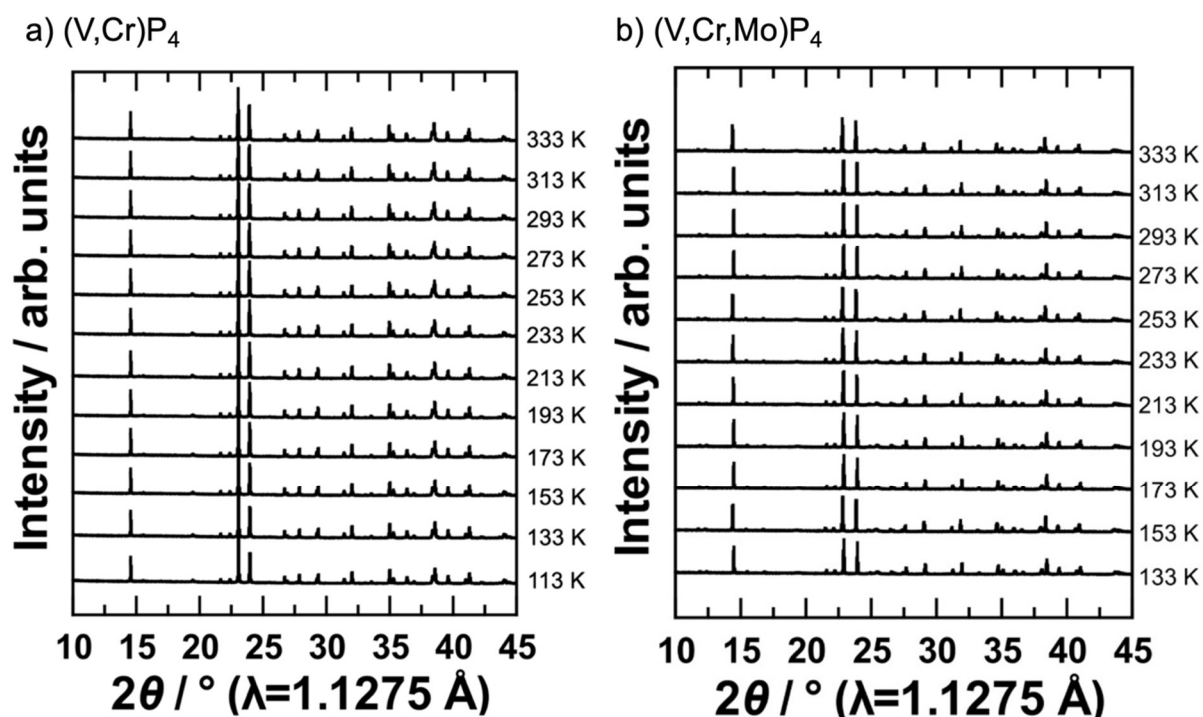 a) (V,Cr)P₄
Intensity / arb. units
333 K
313 K
293 K
273 K
253 K
233 K
213 K
193 K
173 K
153 K
133 K
113 K
10 15 20 25 30 35 40 45
2θ / ° (λ=1.1275 Å)
b) (V,Cr,Mo)P₄
Intensity / arb. units
333 K
313 K
293 K
273 K
253 K
233 K
213 K
193 K
173 K
153 K
133 K
10 15 20 25 30 35 40 45
2θ / ° (λ=1.1275 Å)